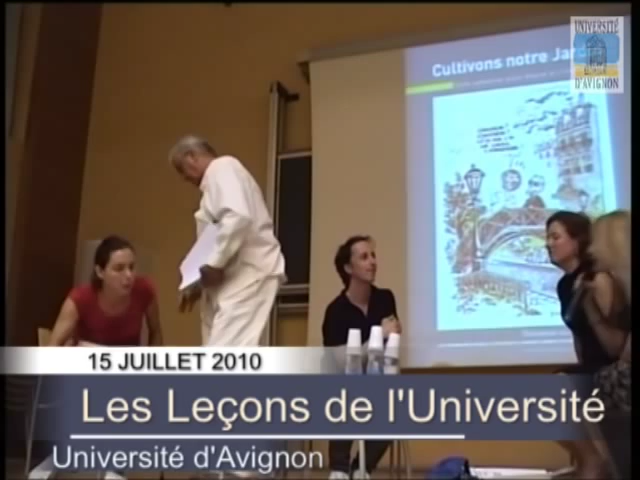 UNIVERSITÉ
D'AVIGNON
Cultivons notre Jar
15 JUILLET 2010
Les Leçons de l'Université
Université d'Avignon